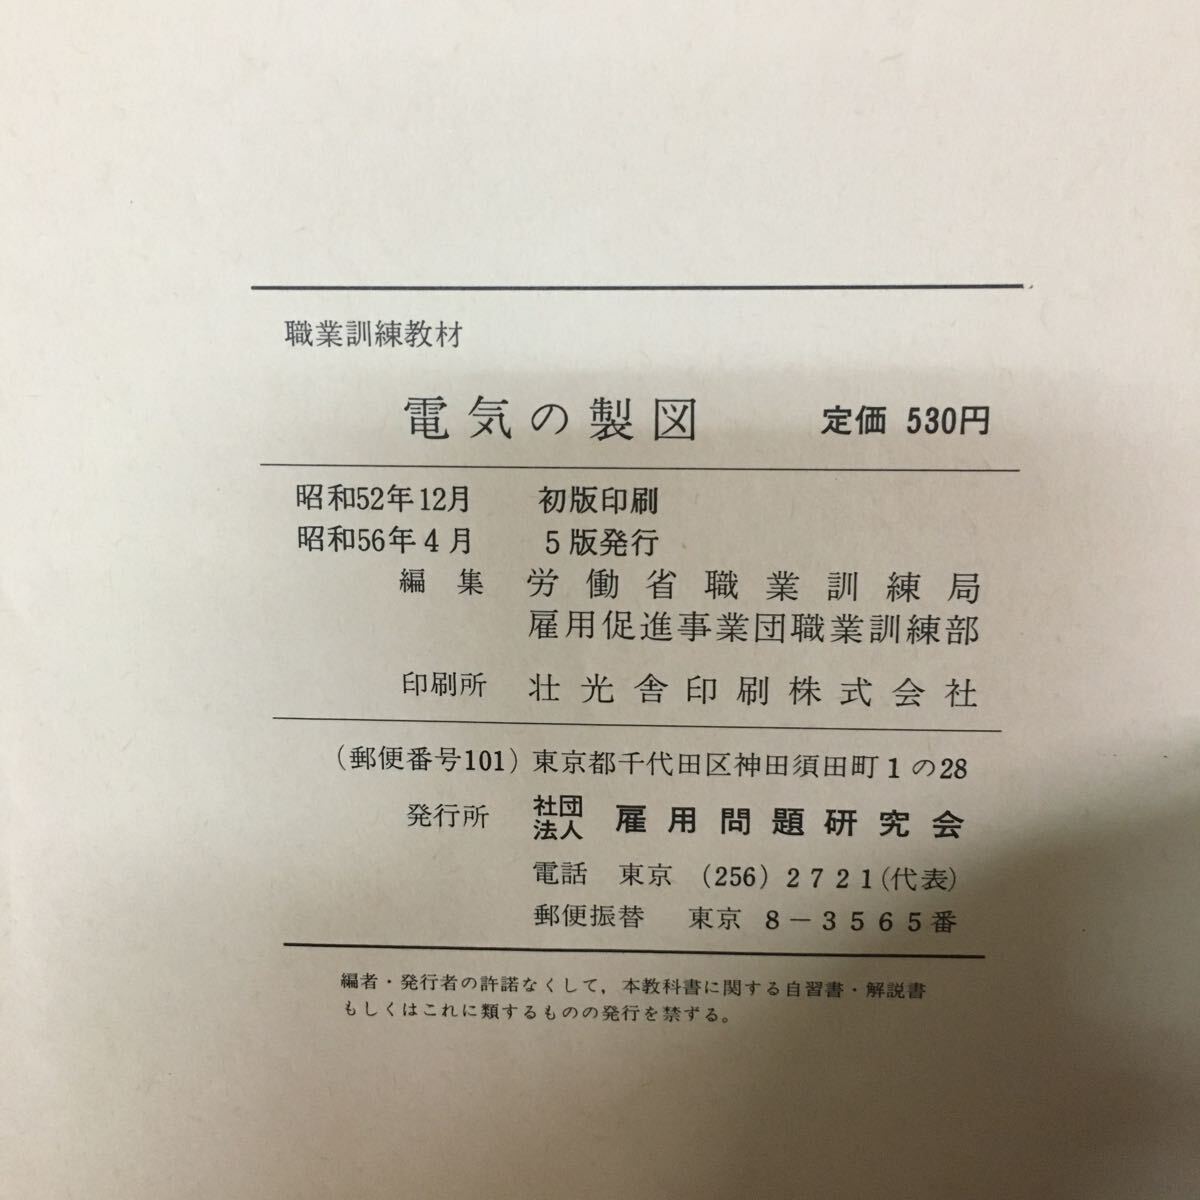 職業訓練教材
電気の製図 定価 530円
昭和52年12月 初版印刷
昭和56年4月 5版発行
編集 労働省職業訓練局
雇用促進事業団職業訓練部
印刷所 壮光舎印刷株式会社
(郵便番号101) 東京都千代田区神田須田町1の28
発行所 社団法人 雇用問題研究会
電話 東京 (256) 2721(代表)
郵便振替 東京 8-3565番
編者・発行者の許諾なくして,本教科書に関する自習書・解説書
もしくはこれに類するものの発行を禁ずる。